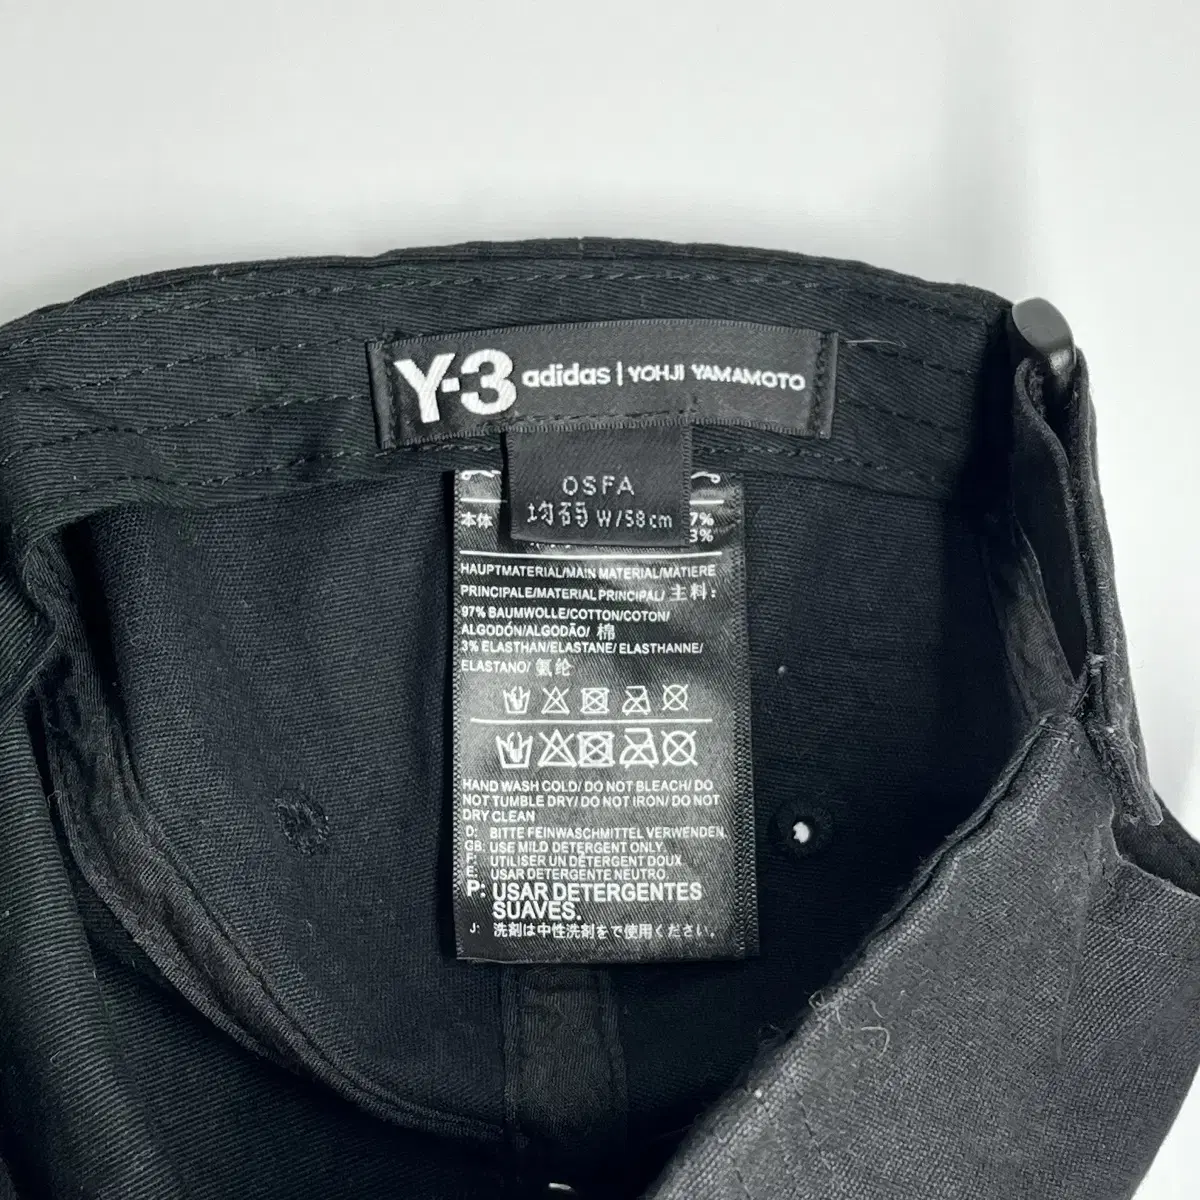 Y-3 adidas | YOHJI YAMAMOTO
OSFA
均码 W/58cm
本体 7%
3%
HAUPTMATERIAL/MAIN MATERIAL/MATIERE
PRINCIPALE/MATERIAL PRINCIPAL/ 主料:
97% BAUMWOLLE/COTTON/COTON/
ALGODÓN/ALGODÃO/ 棉
3% ELASTHAN/ELASTANE/ ELASTHANNE/
ELASTANO/ 氨纶
HAND WASH COLD/ DO NOT BLEACH/ DO
NOT TUMBLE DRY/ DO NOT IRON/ DO NOT
DRY CLEAN
D: BITTE FEINWASCHMITTEL VERWENDEN.
GB: USE MILD DETERGENT ONLY.
F: UTILISER UN DÉTERGENT DOUX.
E: USAR DETERGENTE NEUTRO.
P: USAR DETERGENTES
SUAVES.
J: 洗剤は中性洗剤をで使用ください。